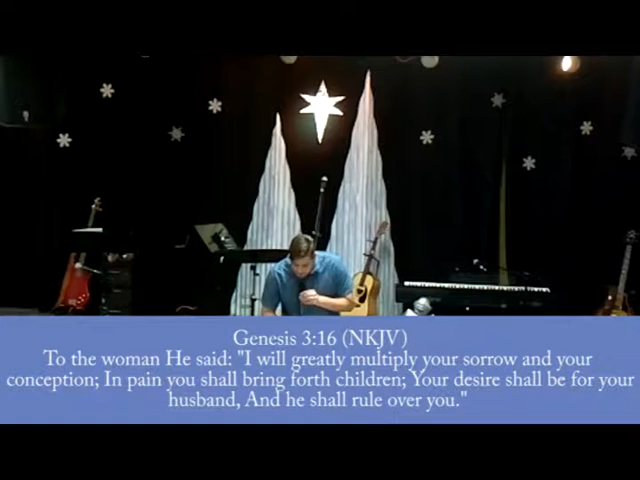 Genesis 3:16 (NKJV)
To the woman He said: "I will greatly multiply your sorrow and your
conception; In pain you shall bring forth children; Your desire shall be for your
husband, And he shall rule over you."